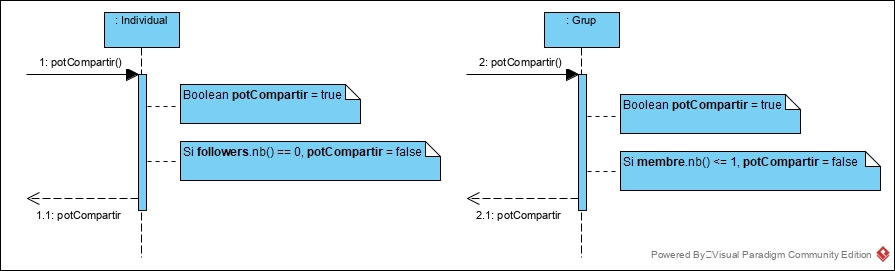 : Individual
1: potCompartir()
Boolean potCompartir = true
Si followers.nb() == 0, potCompartir = false
1.1: potCompartir
: Grup
2: potCompartir()
Boolean potCompartir = true
Si membre.nb() <= 1, potCompartir = false
2.1: potCompartir
Powered By Visual Paradigm Community Edition